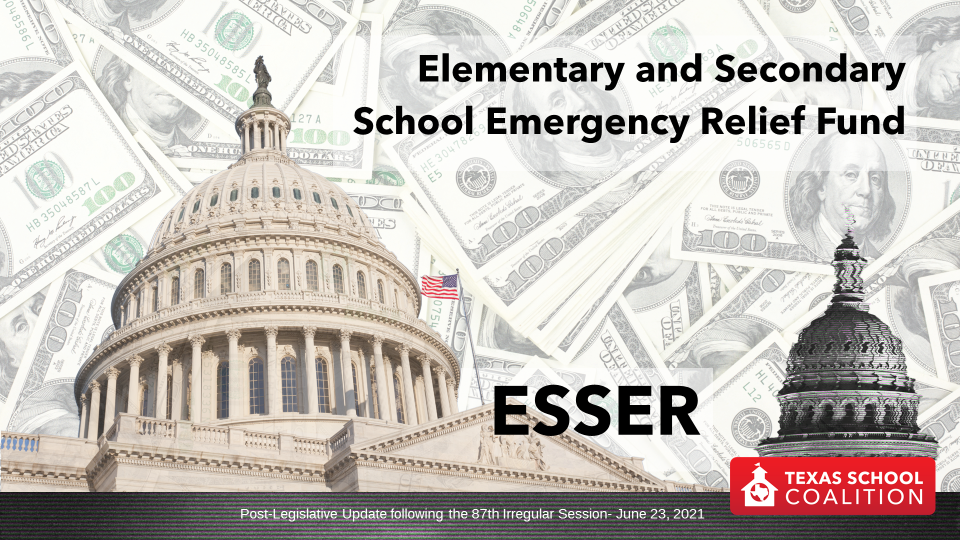 Elementary and Secondary
School Emergency Relief Fund
ESSER
TEXAS SCHOOL
COALITION
Post-Legislative Update following the 87th Irregular Session- June 23, 2021